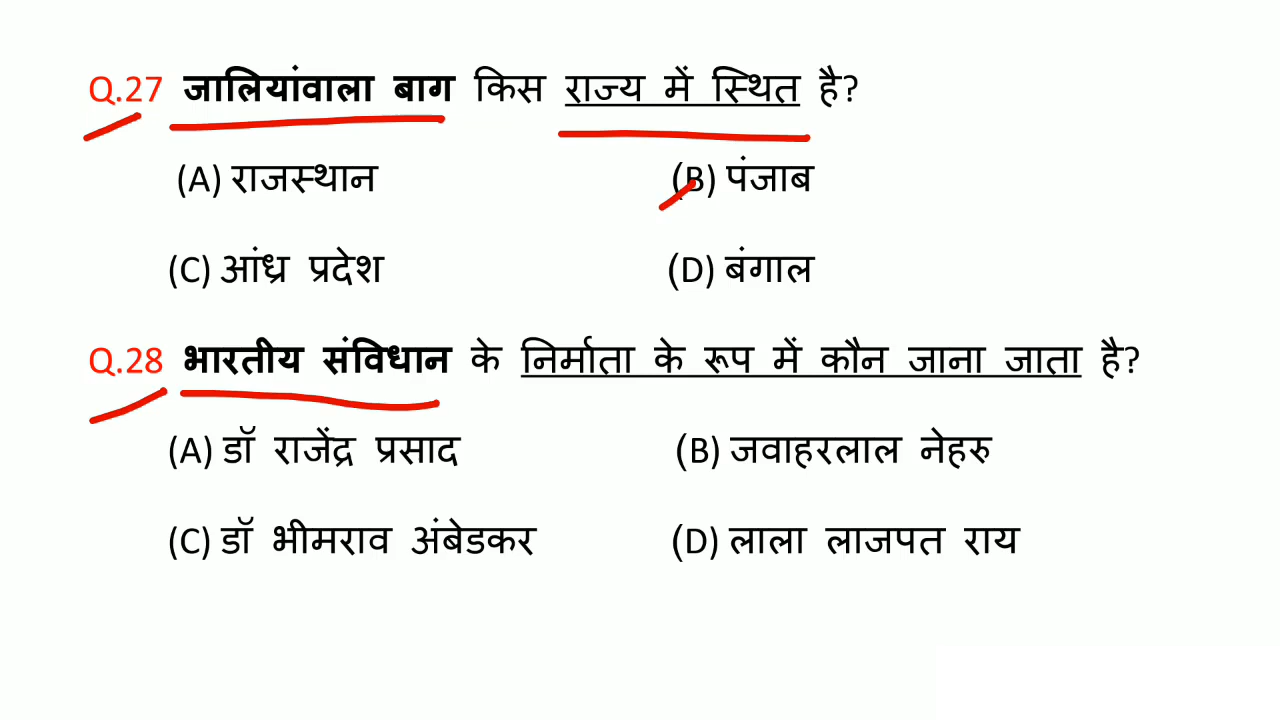 Q.27 जालियांवाला बाग किस राज्य में स्थित है?
(A) राजस्थान (B) पंजाब
(C) आंध्र प्रदेश (D) बंगाल
Q.28 भारतीय संविधान के निर्माता के रूप में कौन जाना जाता है?
(A) डॉ राजेंद्र प्रसाद (B) जवाहरलाल नेहरु
(C) डॉ भीमराव अंबेडकर (D) लाला लाजपत राय